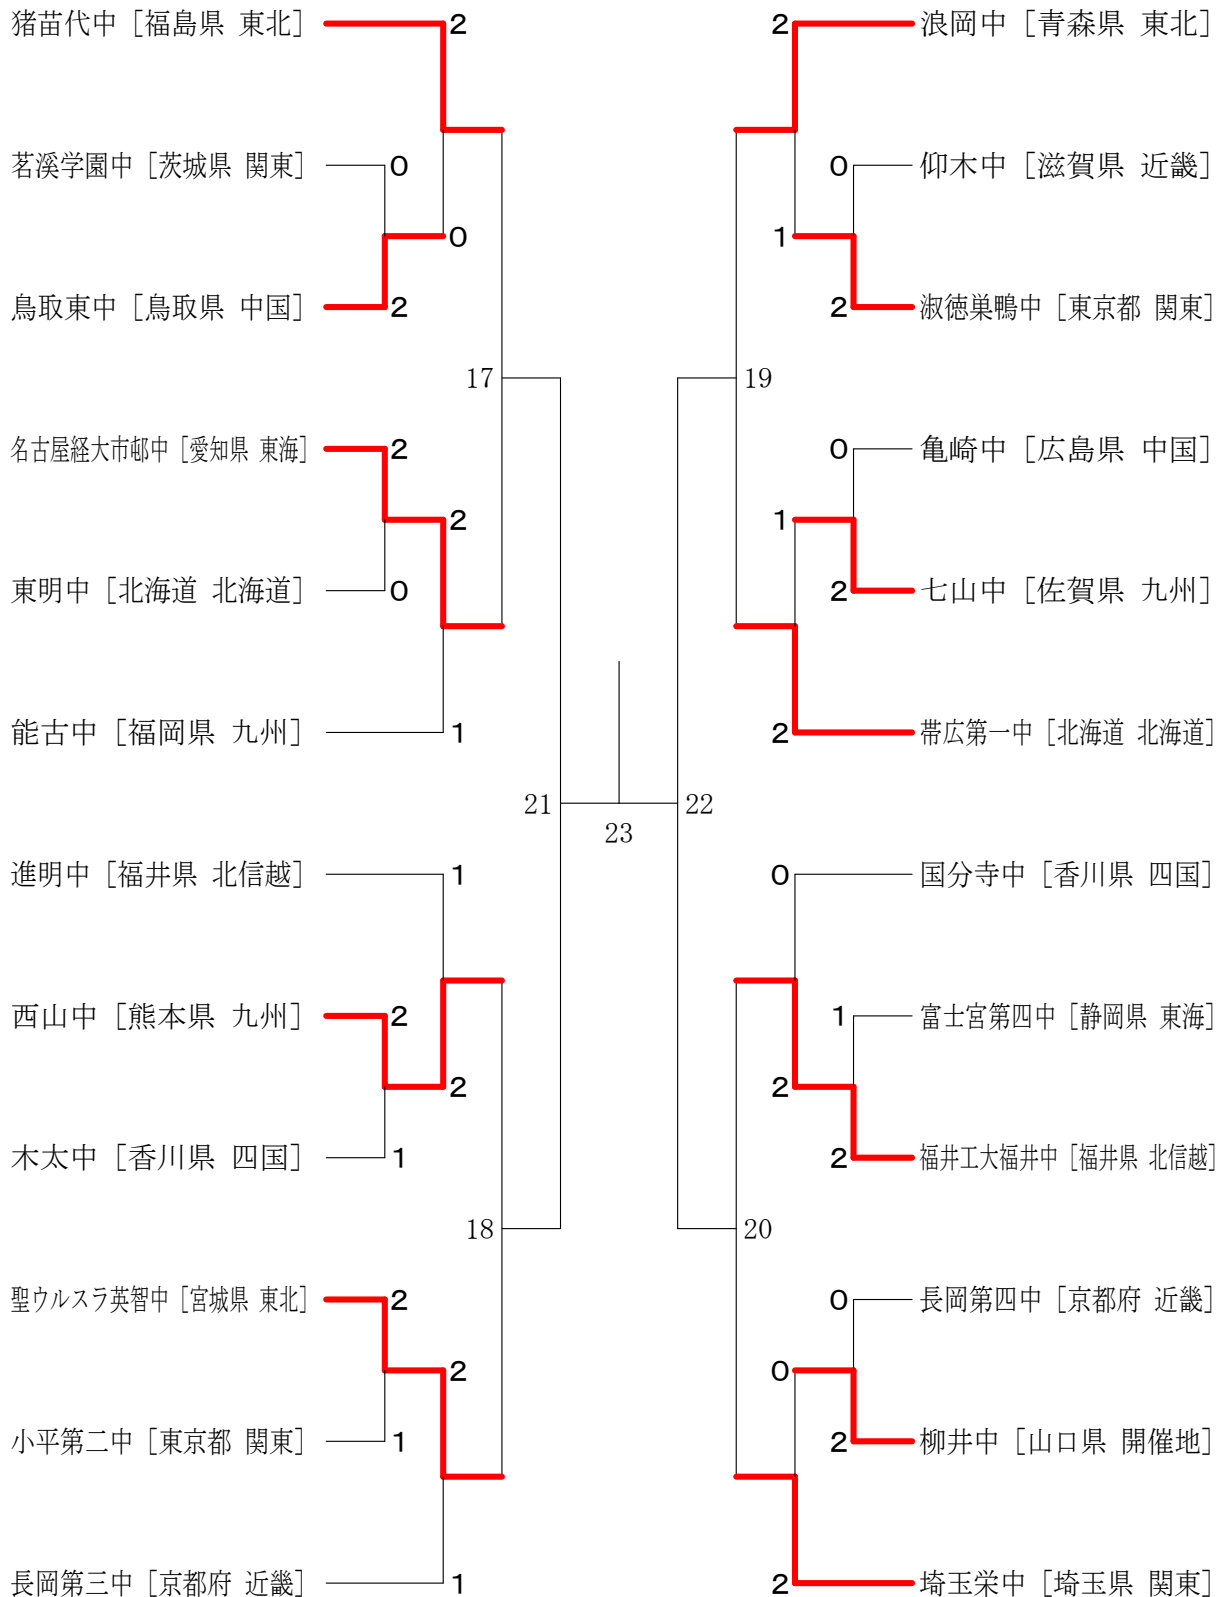 猪苗代中 [福島県 東北] 2
茗溪学園中 [茨城県 関東] 0
0
鳥取東中 [鳥取県 中国] 2
17
名古屋経大市邨中 [愛知県 東海] 2
2
東明中 [北海道 北海道] 0
能古中 [福岡県 九州] 1
21
進明中 [福井県 北信越] 1
西山中 [熊本県 九州] 2
2
木太中 [香川県 四国] 1
18
聖ウルスラ英智中 [宮城県 東北] 2
2
小平第二中 [東京都 関東] 1
長岡第三中 [京都府 近畿] 1
23
2 浪岡中 [青森県 東北]
0 仰木中 [滋賀県 近畿]
1
2 淑徳巣鴨中 [東京都 関東]
19
0 亀崎中 [広島県 中国]
1
2 七山中 [佐賀県 九州]
2 帯広第一中 [北海道 北海道]
22
0 国分寺中 [香川県 四国]
1 富士宮第四中 [静岡県 東海]
2
2 福井工大福井中 [福井県 北信越]
20
0 長岡第四中 [京都府 近畿]
0
2 柳井中 [山口県 開催地]
2 埼玉栄中 [埼玉県 関東]